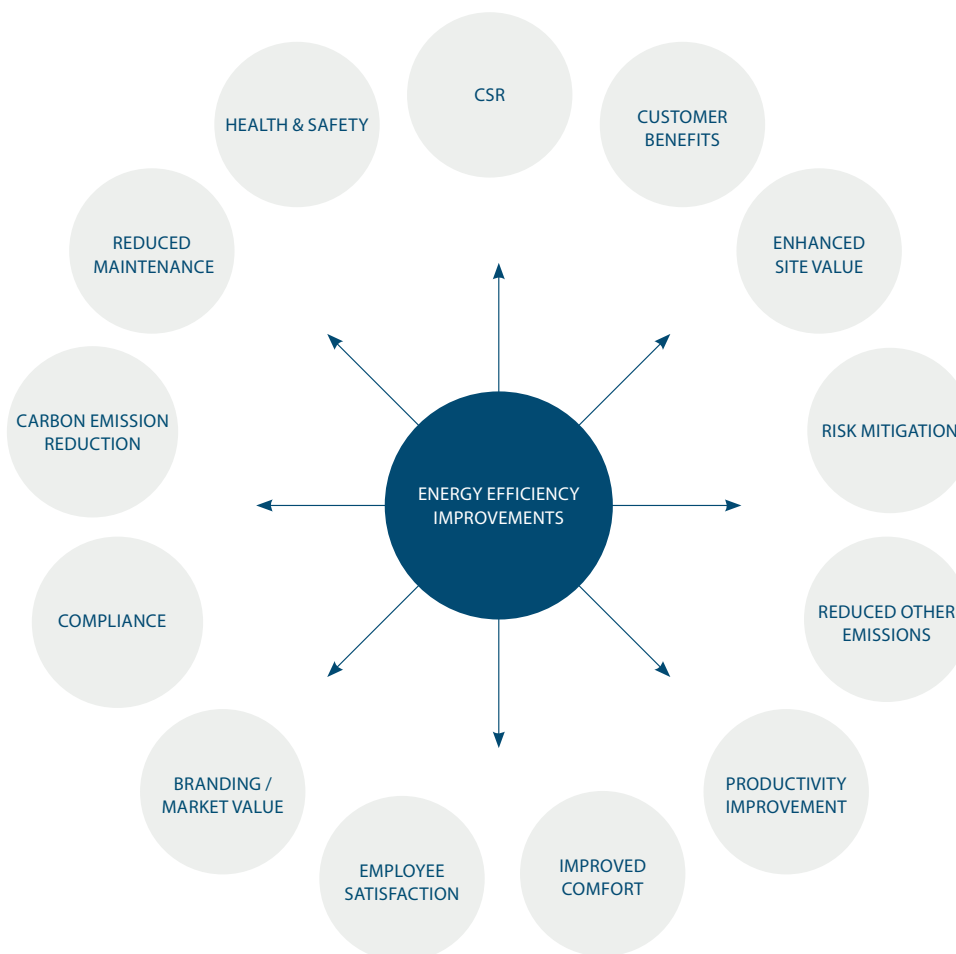 CSR
CUSTOMER
BENEFITS
ENHANCED
SITE VALUE
RISK MITIGATION
REDUCED OTHER
EMISSIONS
PRODUCTIVITY
IMPROVEMENT
IMPROVED
COMFORT
EMPLOYEE
SATISFACTION
BRANDING /
MARKET VALUE
COMPLIANCE
CARBON EMISSION
REDUCTION
REDUCED
MAINTENANCE
HEALTH & SAFETY
ENERGY EFFICIENCY
IMPROVEMENTS